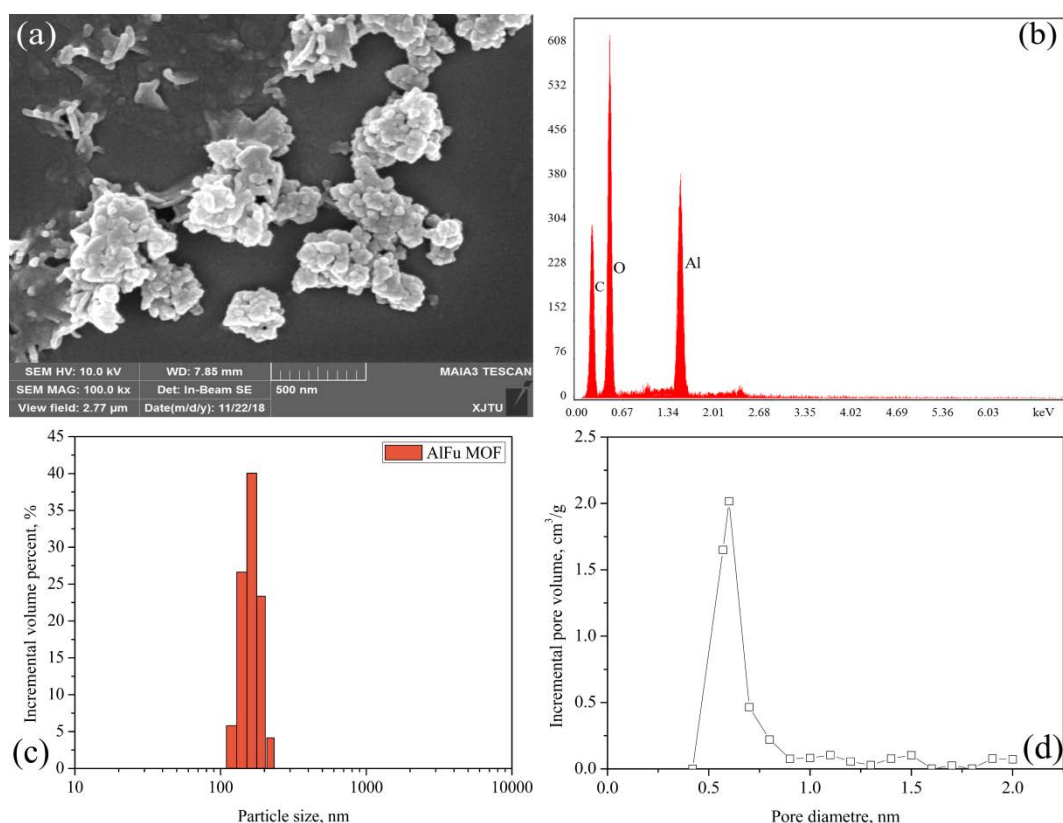 (a)
SEM HV: 10.0 kV
WD: 7.85 mm
MAIA3 TESCAN
SEM MAG: 100.0 kx
Det: In-Beam SE
500 nm
View field: 2.77 µm
Date(m/d/y): 11/22/18
XJTU
(b)
608
532
456
380
304
228
152
76
0
C
O
Al
0.00 0.67 1.34 2.01 2.68 3.35 4.02 4.69 5.36 6.03 keV
(c)
AlFu MOF
Incremental volume percent, %
45
40
35
30
25
20
15
10
5
0
10 100 1000 10000
Particle size, nm
(d)
Incremental pore volume, cm³/g
2.5
2.0
1.5
1.0
0.5
0.0
0.0 0.5 1.0 1.5 2.0
Pore diametre, nm